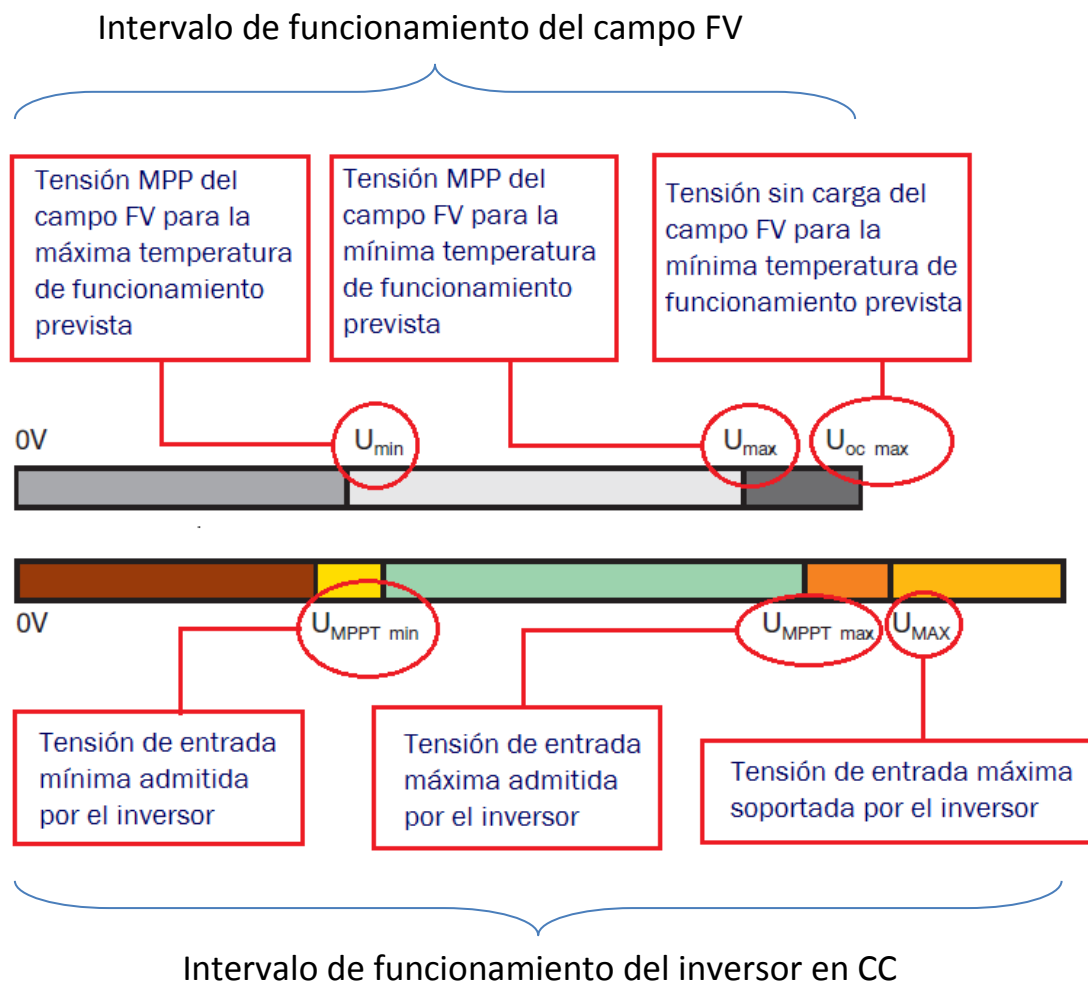 Intervalo de funcionamiento del campo FV
Tensión MPP del
campo FV para la
máxima temperatura
de funcionamiento
prevista
Tensión MPP del
campo FV para la
mínima temperatura
de funcionamiento
prevista
Tensión sin carga del
campo FV para la
mínima temperatura de
funcionamiento prevista
0V
Umin
Umax
Uoc max
0V
UMPPT min
UMPPT max
UMAX
Tensión de entrada
mínima admitida
por el inversor
Tensión de entrada
máxima admitida
por el inversor
Tensión de entrada máxima
soportada por el inversor
Intervalo de funcionamiento del inversor en CC